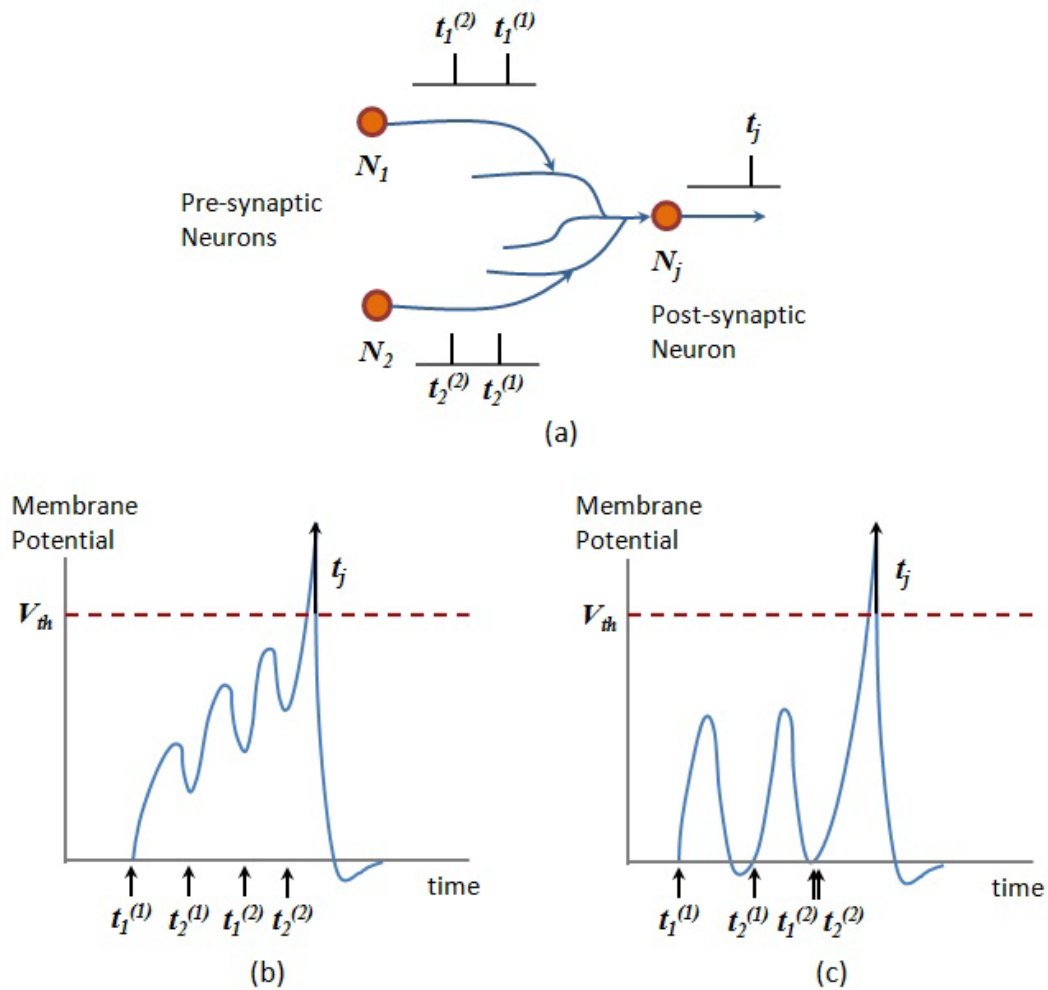 t₁⁽²⁾ t₁⁽¹⁾
N₁
tⱼ
Pre-synaptic
Neurons
Nⱼ
N₂
Post-synaptic
Neuron
t₂⁽²⁾ t₂⁽¹⁾
(a)
Membrane
Potential
Vth
tⱼ
time
t₁⁽¹⁾ t₂⁽¹⁾ t₁⁽²⁾ t₂⁽²⁾
(b)
Membrane
Potential
Vth
tⱼ
time
t₁⁽¹⁾ t₂⁽¹⁾ t₁⁽²⁾ t₂⁽²⁾
(c)